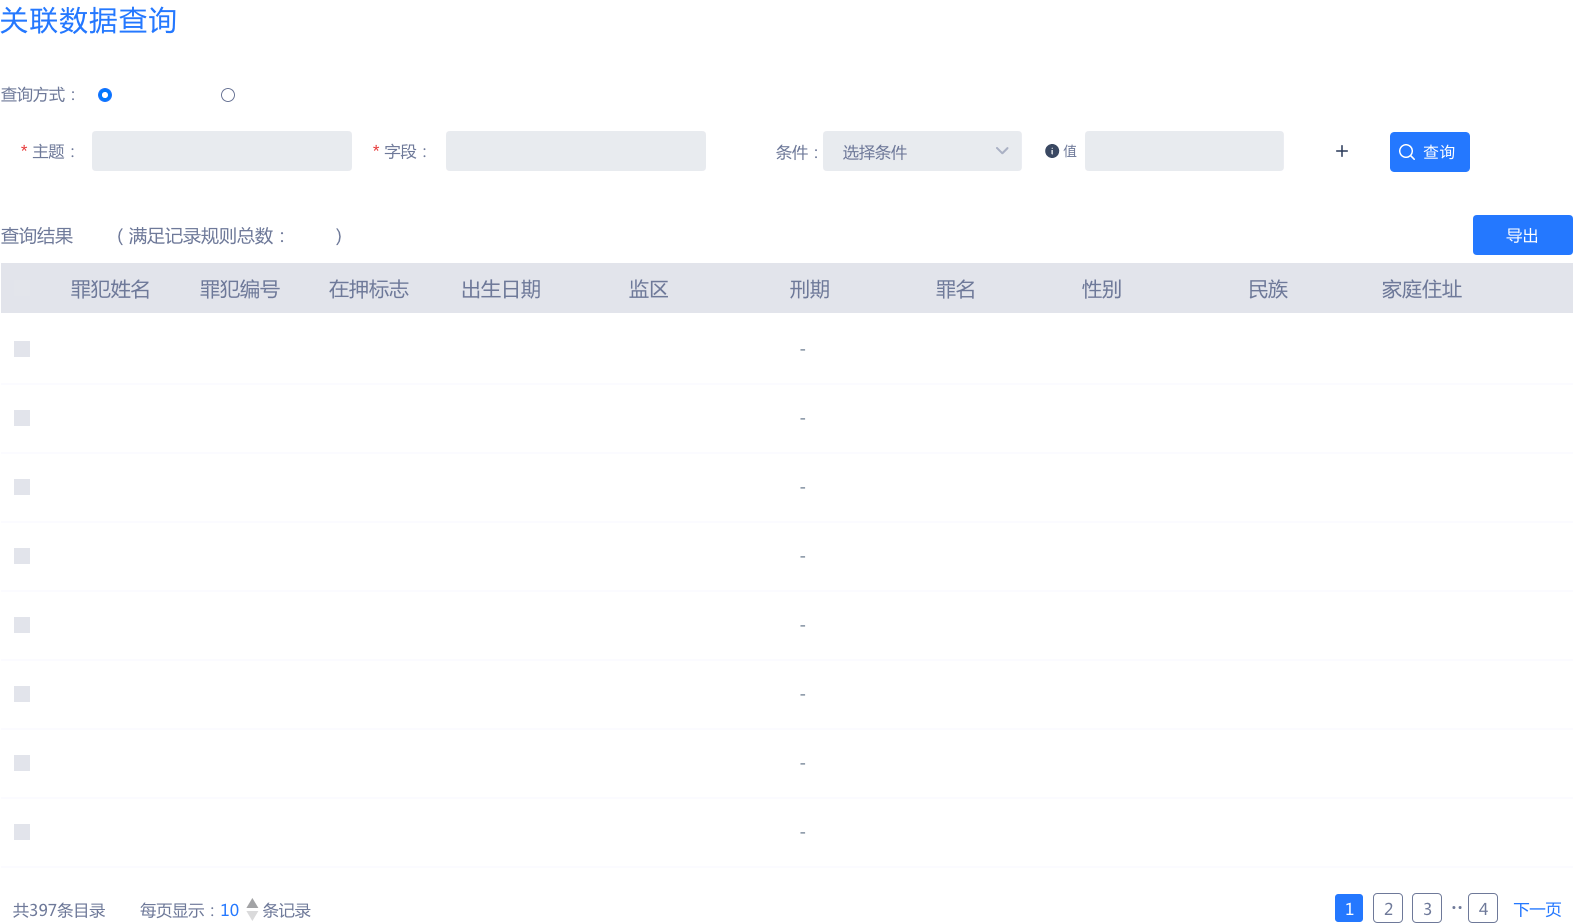 关联数据查询
查询方式：
* 主题： * 字段： 条件： 选择条件 值 + 查询
查询结果 （满足记录规则总数： ） 导出
罪犯姓名 罪犯编号 在押标志 出生日期 监区 刑期 罪名 性别 民族 家庭住址
-
-
-
-
-
-
-
-
共397条目录 每页显示：10 条记录 1 2 3 ·· 4 下一页